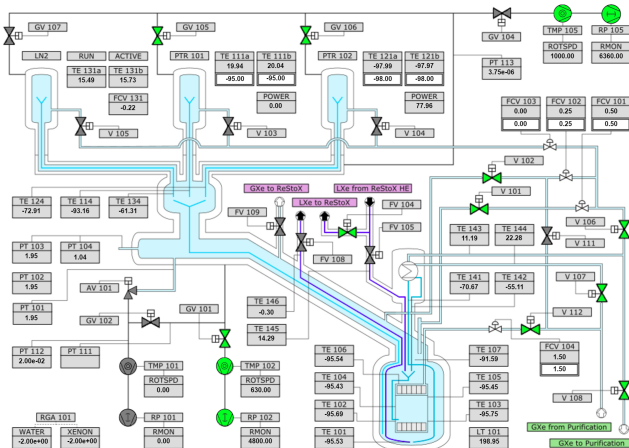 GV 107
GV 105
GV 106
GV 104
TMP 105
ROTSPD
1000.00
RP 105
RMON
6360.00
PT 113
3.75e-06
LN2
RUN
ACTIVE
TE 131a
15.49
TE 131b
15.73
FCV 131
-0.22
V 105
PTR 101
TE 111a
19.94
-95.00
TE 111b
20.04
-95.00
POWER
0.00
V 103
PTR 102
TE 121a
-97.99
-98.00
TE 121b
-97.97
-98.00
POWER
77.96
V 104
FCV 103
0.00
0.00
FCV 102
0.25
0.25
FCV 101
0.50
0.50
V 102
V 101
GXe to ReStoX
LXe from ReStoX HE
LXe to ReStoX
FV 104
FV 109
FV 105
FV 108
TE 124
-72.91
TE 114
-93.16
TE 134
-61.31
TE 143
11.19
TE 144
22.28
V 106
V 111
PT 103
1.95
PT 104
1.04
PT 102
1.95
AV 101
PT 101
1.95
GV 102
GV 101
TE 146
-0.30
TE 145
14.29
TE 141
-70.67
TE 142
-55.11
V 107
V 112
PT 112
2.00e-02
PT 111
TMP 101
ROTSPD
0.00
TMP 102
ROTSPD
630.00
TE 106
-95.54
TE 107
-91.59
FCV 104
1.50
1.50
TE 104
-95.43
TE 105
-95.45
TE 102
-95.69
TE 103
-95.75
V 108
RGA 101
WATER
-2.00e+00
XENON
-2.00e+00
RP 101
RMON
0.00
RP 102
RMON
4800.00
TE 101
-95.53
LT 101
198.95
GXe from Purification
GXe to Purification